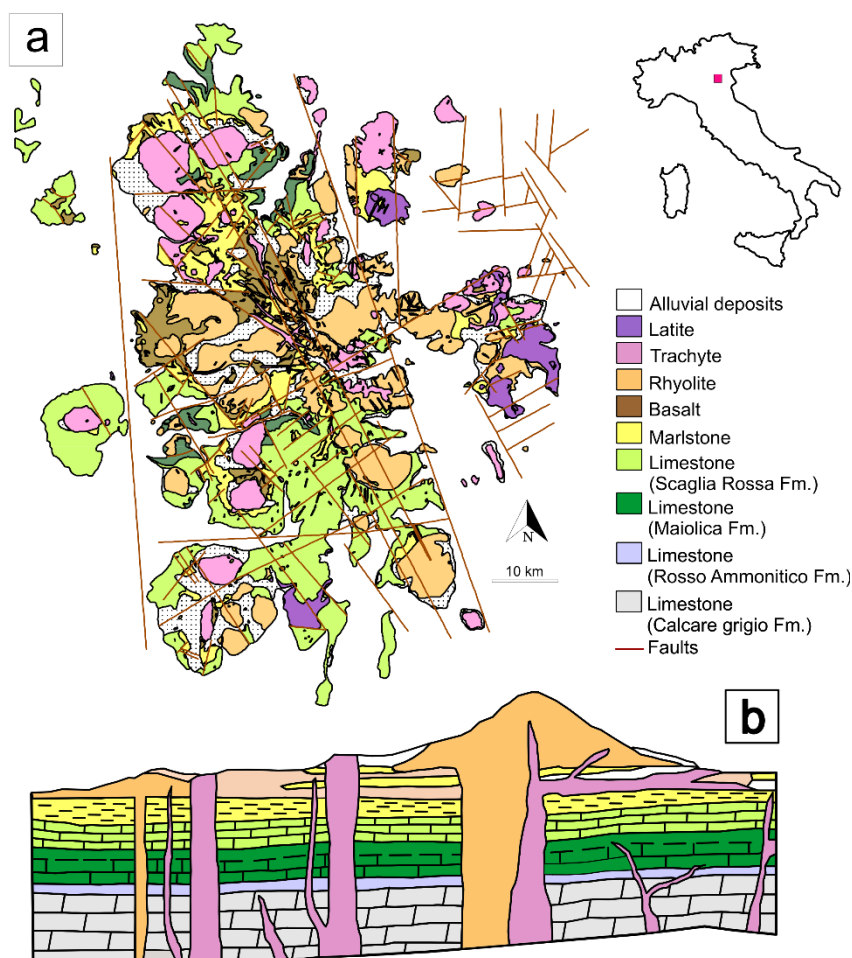 a
Alluvial deposits
Latite
Trachyte
Rhyolite
Basalt
Marlstone
Limestone
(Scaglia Rossa Fm.)
Limestone
(Maiolica Fm.)
Limestone
(Rosso Ammonitico Fm.)
Limestone
(Calcare grigio Fm.)
Faults
N
10 km
b